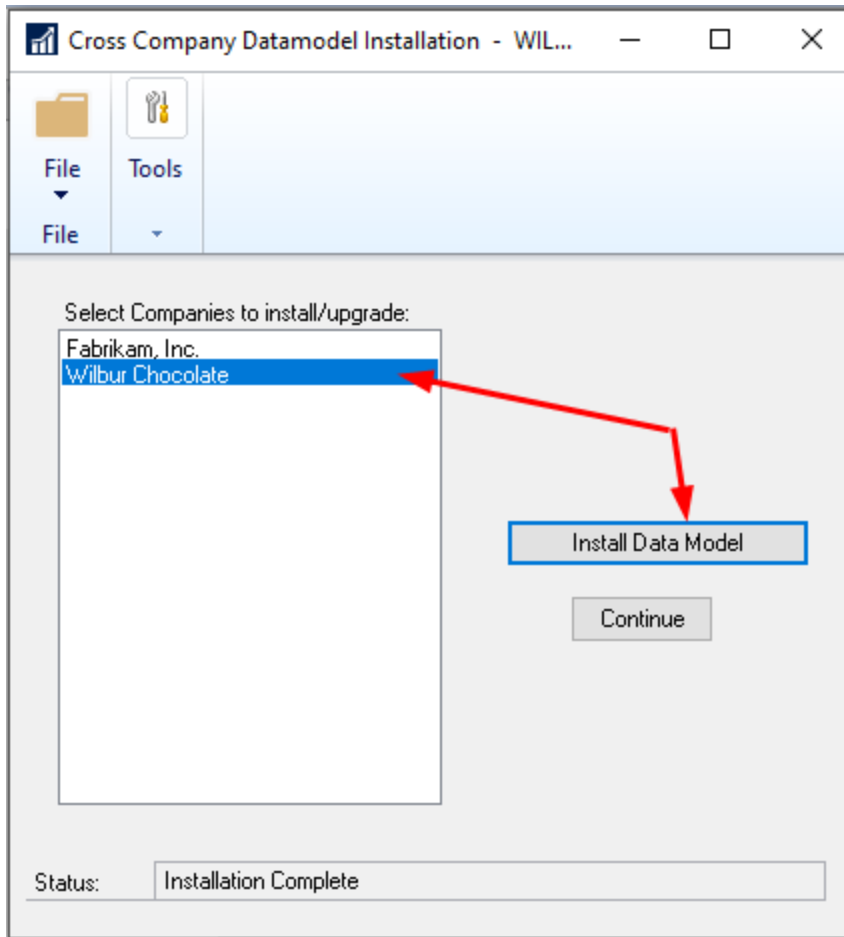 Cross Company Datamodel Installation - WIL...
File
Tools
File
Select Companies to install/upgrade:
Fabrikam, Inc.
Wilbur Chocolate
Install Data Model
Continue
Status:
Installation Complete